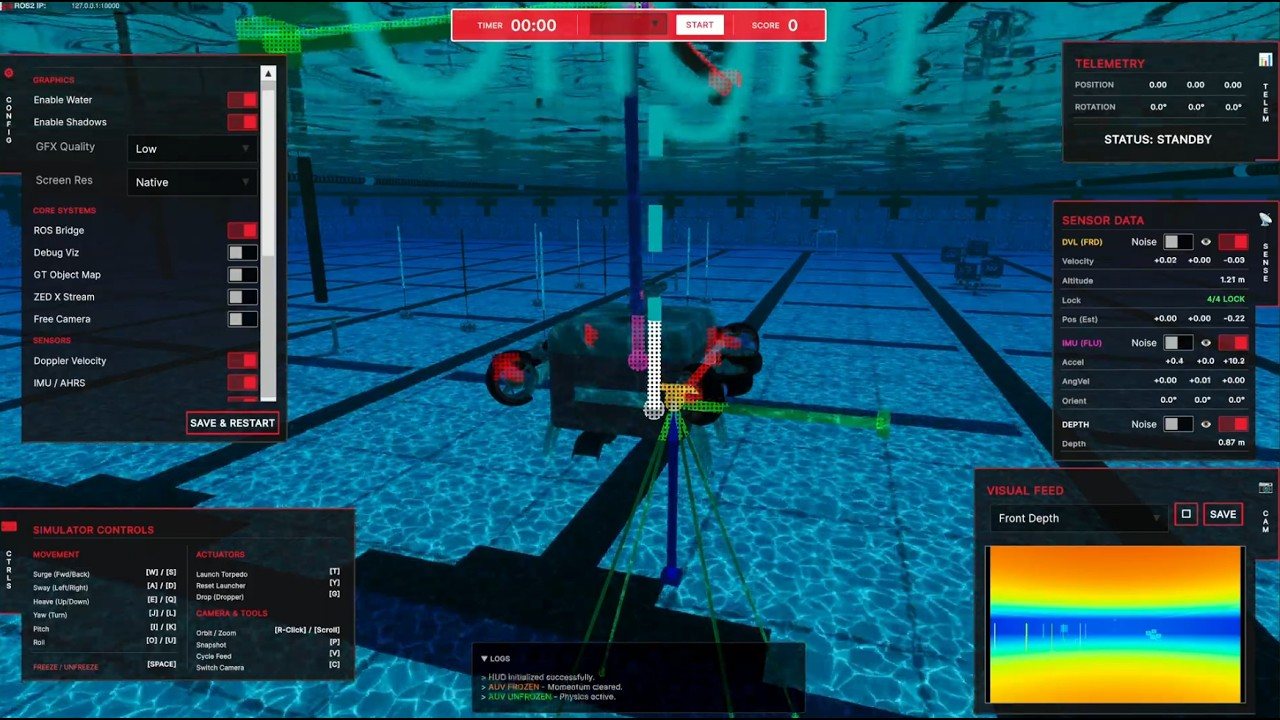 ROS2 IP: 127.0.0.1:10000
TIMER 00:00 START SCORE 0
Origin
CONFIG
GRAPHICS
Enable Water
Enable Shadows
GFX Quality Low
Screen Res Native
CORE SYSTEMS
ROS Bridge
Debug Viz
GT Object Map
ZED X Stream
Free Camera
SENSORS
Doppler Velocity
IMU / AHRS
SAVE & RESTART
TELEMETRY
POSITION 0.00 0.00 0.00
ROTATION 0.0° 0.0° 0.0°
STATUS: STANDBY
TELEM
SENSOR DATA
DVL (FRD) Noise
Velocity +0.02 +0.00 -0.03
Altitude 1.21 m
Lock 4/4 LOCK
Pos (Est) +0.00 +0.00 -0.22
IMU (FLU) Noise
Accel +0.4 +0.0 +10.2
AngVel +0.00 +0.01 +0.00
Orient 0.0° 0.0° 0.0°
DEPTH Noise
Depth 0.87 m
SENSE
VISUAL FEED
Front Depth SAVE
CAM
CTRLS
SIMULATOR CONTROLS
MOVEMENT
Surge (Fwd/Back) [W] / [S]
Sway (Left/Right) [A] / [D]
Heave (Up/Down) [E] / [Q]
Yaw (Turn) [J] / [L]
Pitch [I] / [K]
Roll [O] / [U]
FREEZE / UNFREEZE [SPACE]
ACTUATORS
Launch Torpedo [T]
Reset Launcher [Y]
Drop (Dropper) [G]
CAMERA & TOOLS
Orbit / Zoom [R-Click] / [Scroll]
Snapshot [P]
Cycle Feed [V]
Switch Camera [C]
▼ LOGS
> HUD initialized successfully.
> AUV FROZEN - Momentum cleared.
> AUV UNFROZEN - Physics active.